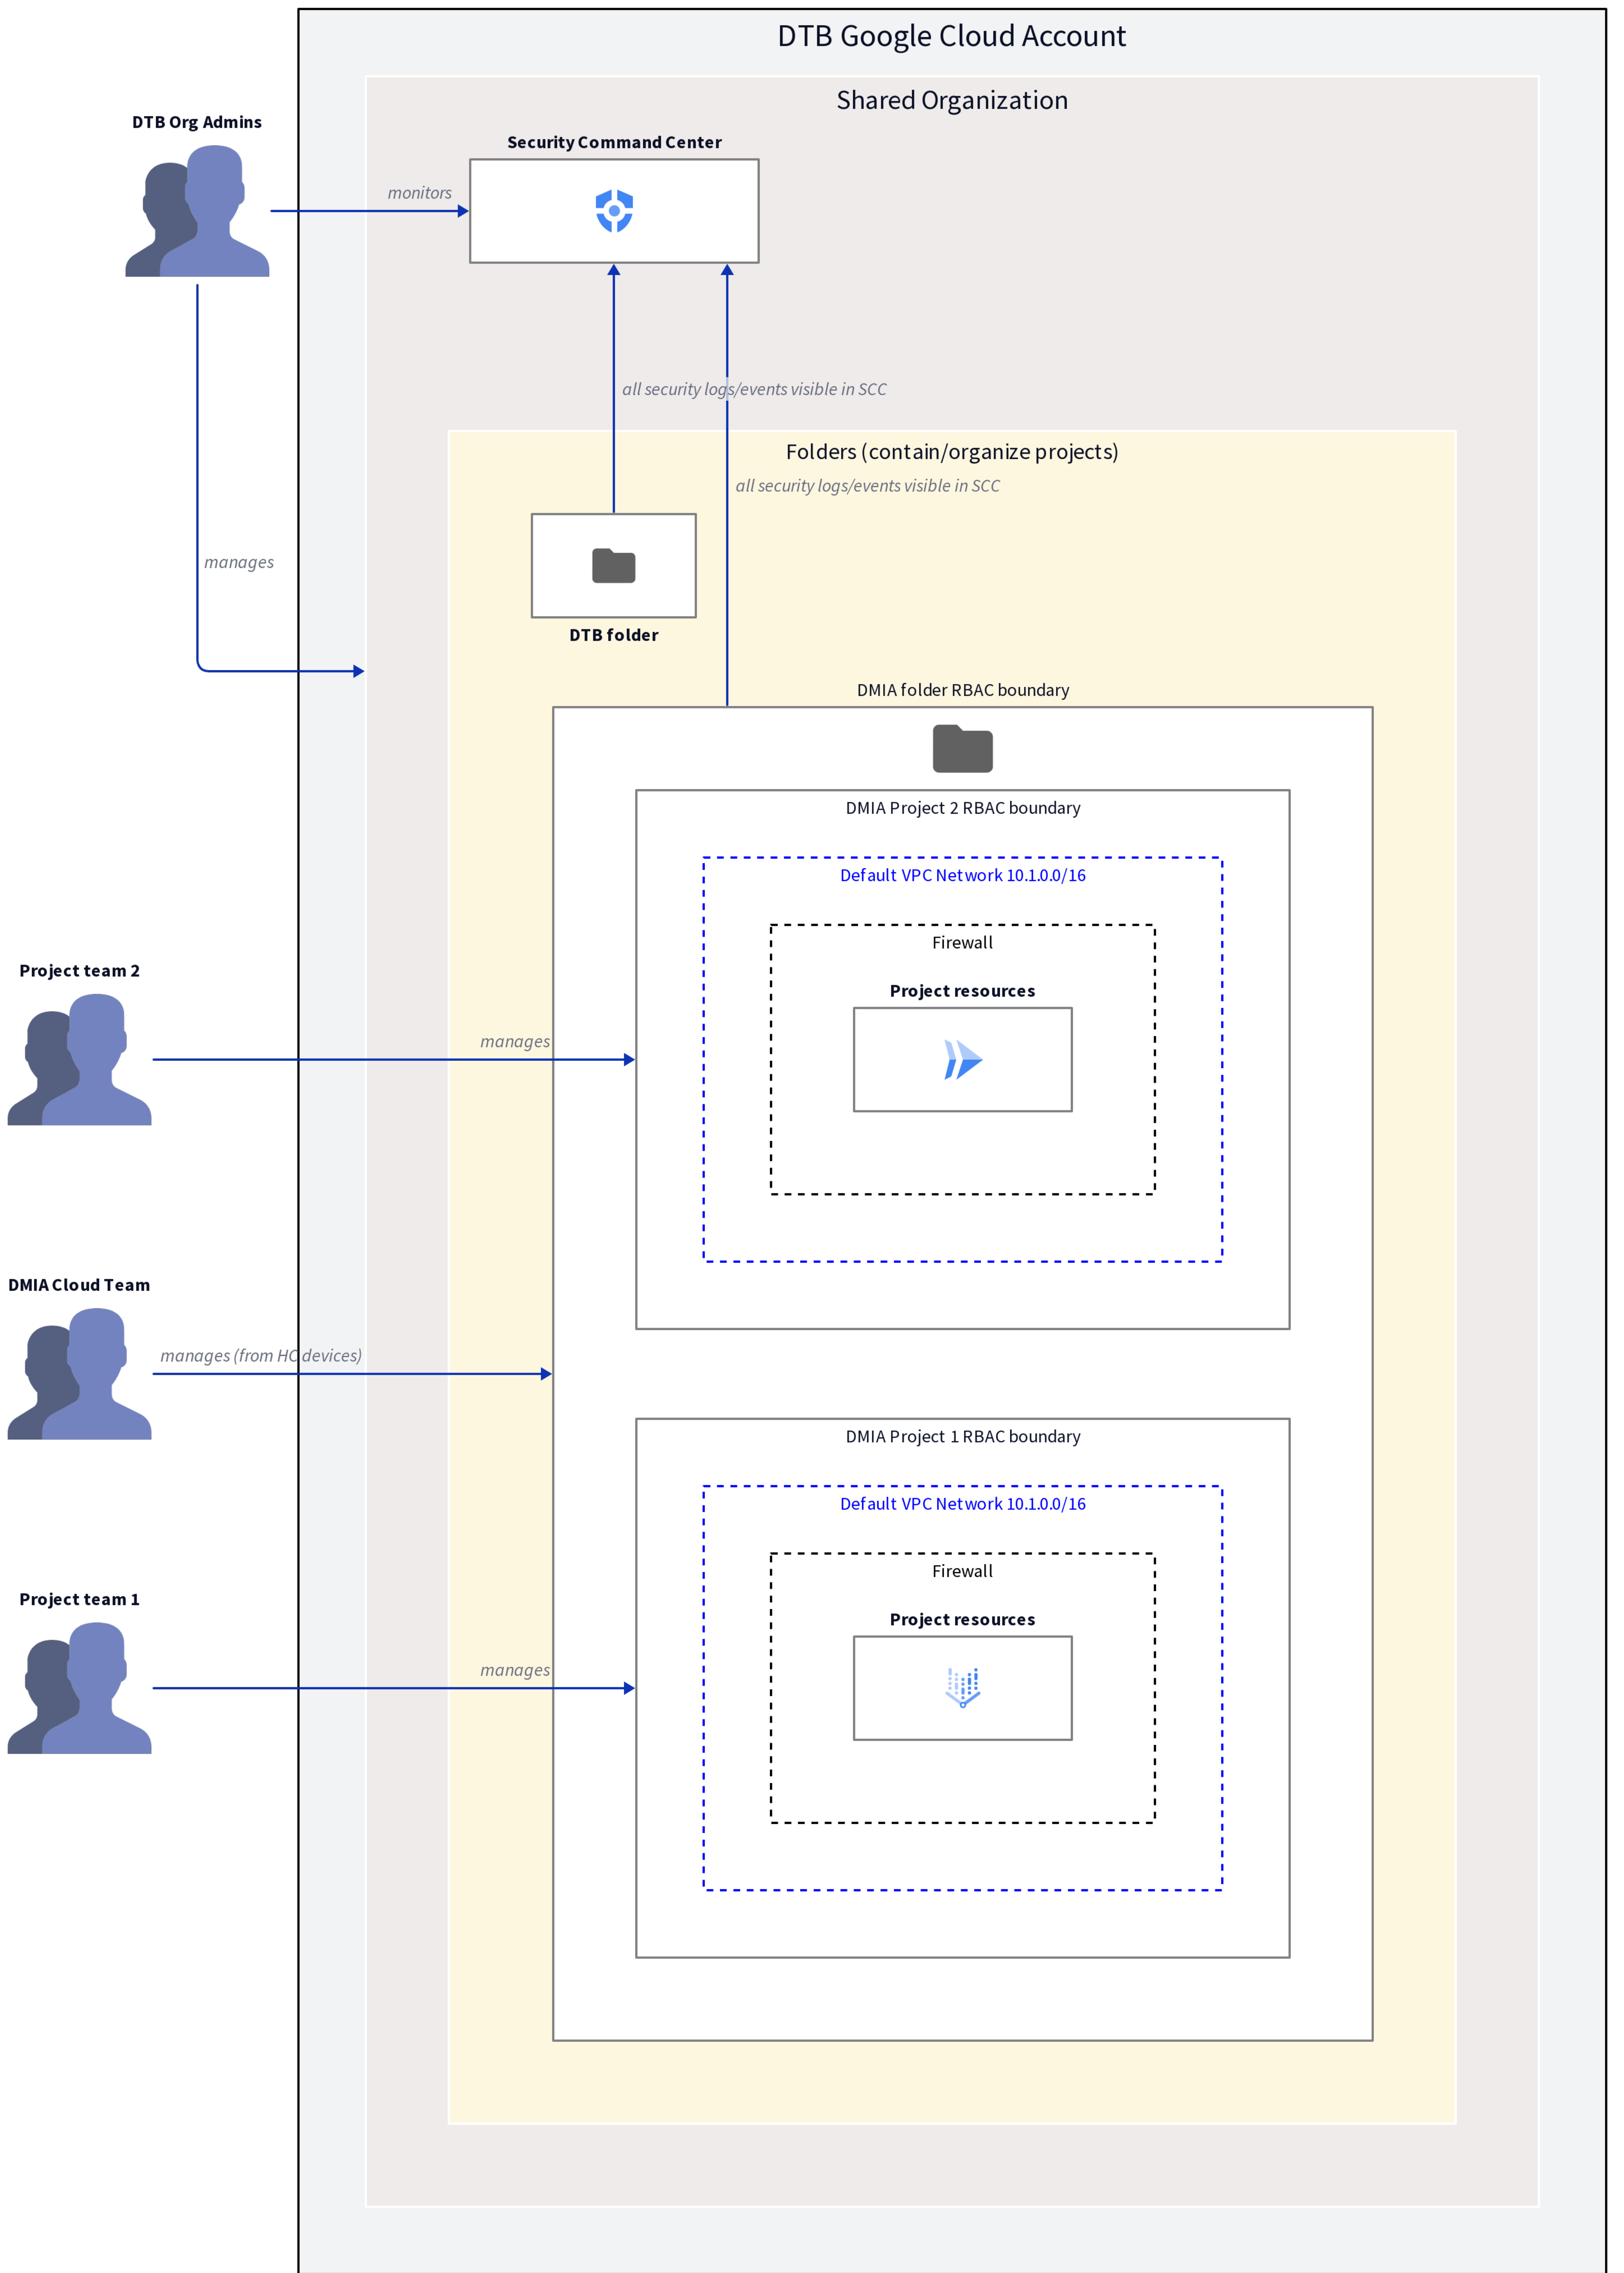 DTB Google Cloud Account
Shared Organization
DTB Org Admins
Security Command Center
monitors
all security logs/events visible in SCC
Folders (contain/organize projects)
all security logs/events visible in SCC
manages
DTB folder
DMIA folder RBAC boundary
DMIA Project 2 RBAC boundary
Default VPC Network 10.1.0.0/16
Firewall
Project team 2
Project resources
manages
DMIA Cloud Team
manages (from HC devices)
DMIA Project 1 RBAC boundary
Default VPC Network 10.1.0.0/16
Firewall
Project team 1
Project resources
manages